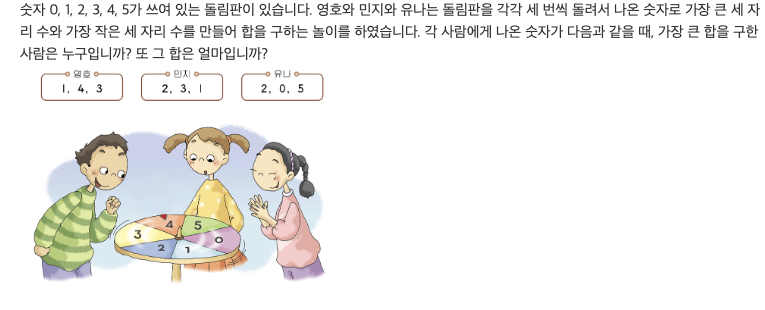 숫자 0, 1, 2, 3, 4, 5가 쓰여 있는 돌림판이 있습니다. 영호와 민지와 유나는 돌림판을 각각 세 번씩 돌려서 나온 숫자로 가장 큰 세 자
리 수와 가장 작은 세 자리 수를 만들어 합을 구하는 놀이를 하였습니다. 각 사람에게 나온 숫자가 다음과 같을 때, 가장 큰 합을 구한
사람은 누구입니까? 또 그 합은 얼마입니까?
영호 민지 유나
1, 4, 3 2, 3, 1 2, 0, 5
4 5
3 0
2 1